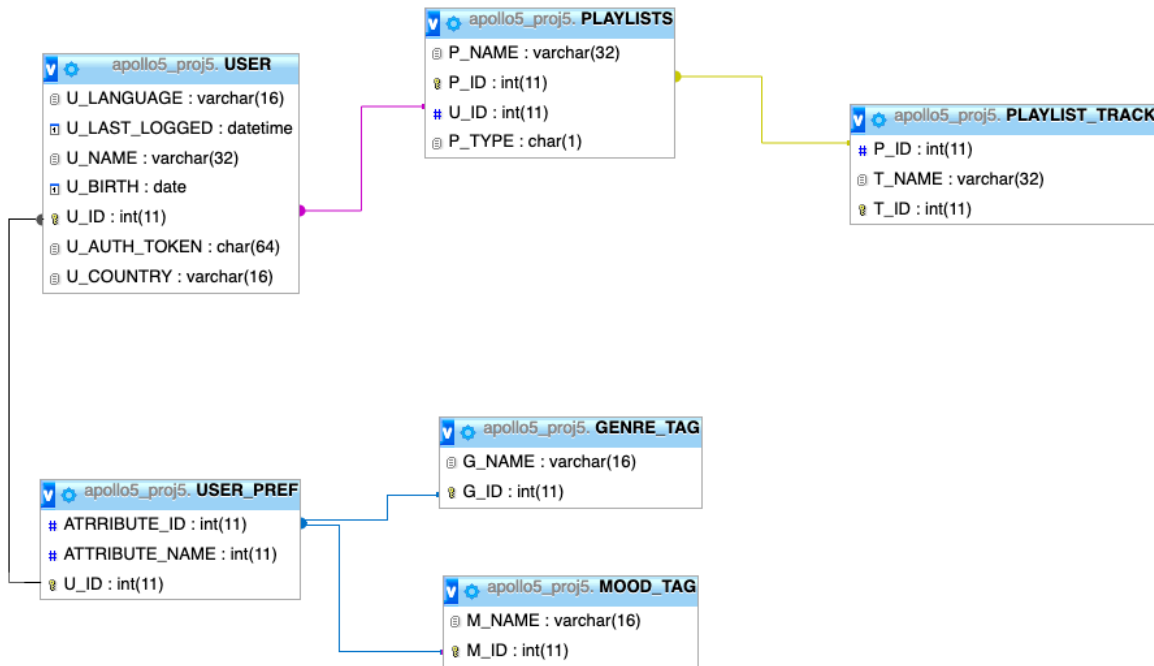 apollo5_proj5. USER
U_LANGUAGE : varchar(16)
U_LAST_LOGGED : datetime
U_NAME : varchar(32)
U_BIRTH : date
U_ID : int(11)
U_AUTH_TOKEN : char(64)
U_COUNTRY : varchar(16)
apollo5_proj5. PLAYLISTS
P_NAME : varchar(32)
P_ID : int(11)
# U_ID : int(11)
P_TYPE : char(1)
apollo5_proj5. PLAYLIST_TRACK
# P_ID : int(11)
T_NAME : varchar(32)
T_ID : int(11)
apollo5_proj5. USER_PREF
# ATRRIBUTE_ID : int(11)
# ATTRIBUTE_NAME : int(11)
U_ID : int(11)
apollo5_proj5. GENRE_TAG
G_NAME : varchar(16)
G_ID : int(11)
apollo5_proj5. MOOD_TAG
M_NAME : varchar(16)
M_ID : int(11)